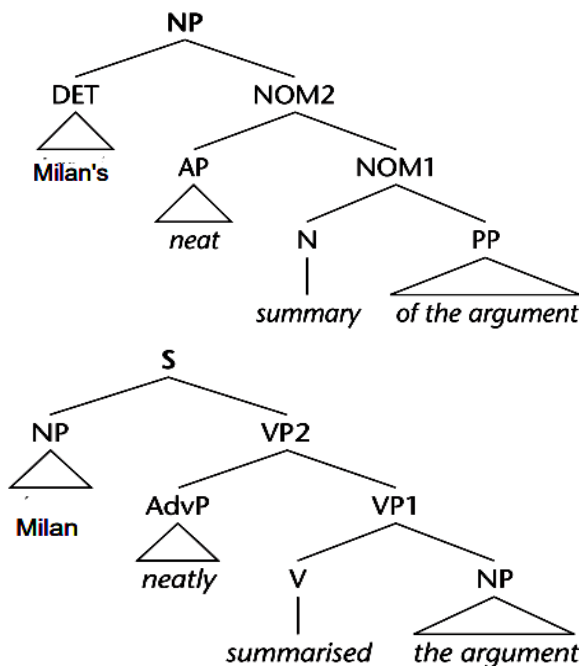 NP
DET NOM2
Milan's AP NOM1
neat N PP
summary of the argument
S
NP VP2
Milan AdvP VP1
neatly V NP
summarised the argument